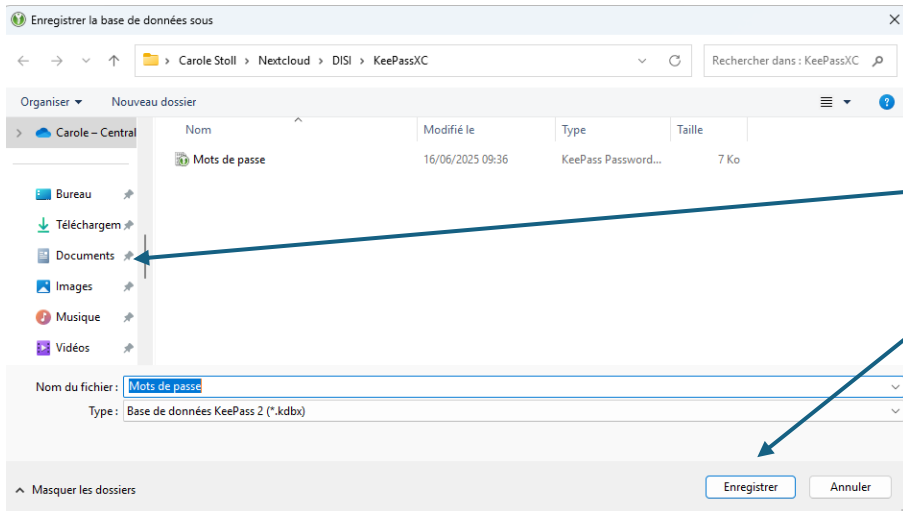 Enregistrer la base de données sous
Carole Stoll > Nextcloud > DISI > KeePassXC
Rechercher dans : KeePassXC
Organiser
Nouveau dossier
Carole – Central
Nom
Modifié le
Type
Taille
Mots de passe
16/06/2025 09:36
KeePass Password...
7 Ko
Bureau
Téléchargem
Documents
Images
Musique
Vidéos
Nom du fichier : Mots de passe
Type : Base de données KeePass 2 (*.kdbx)
Masquer les dossiers
Enregistrer
Annuler